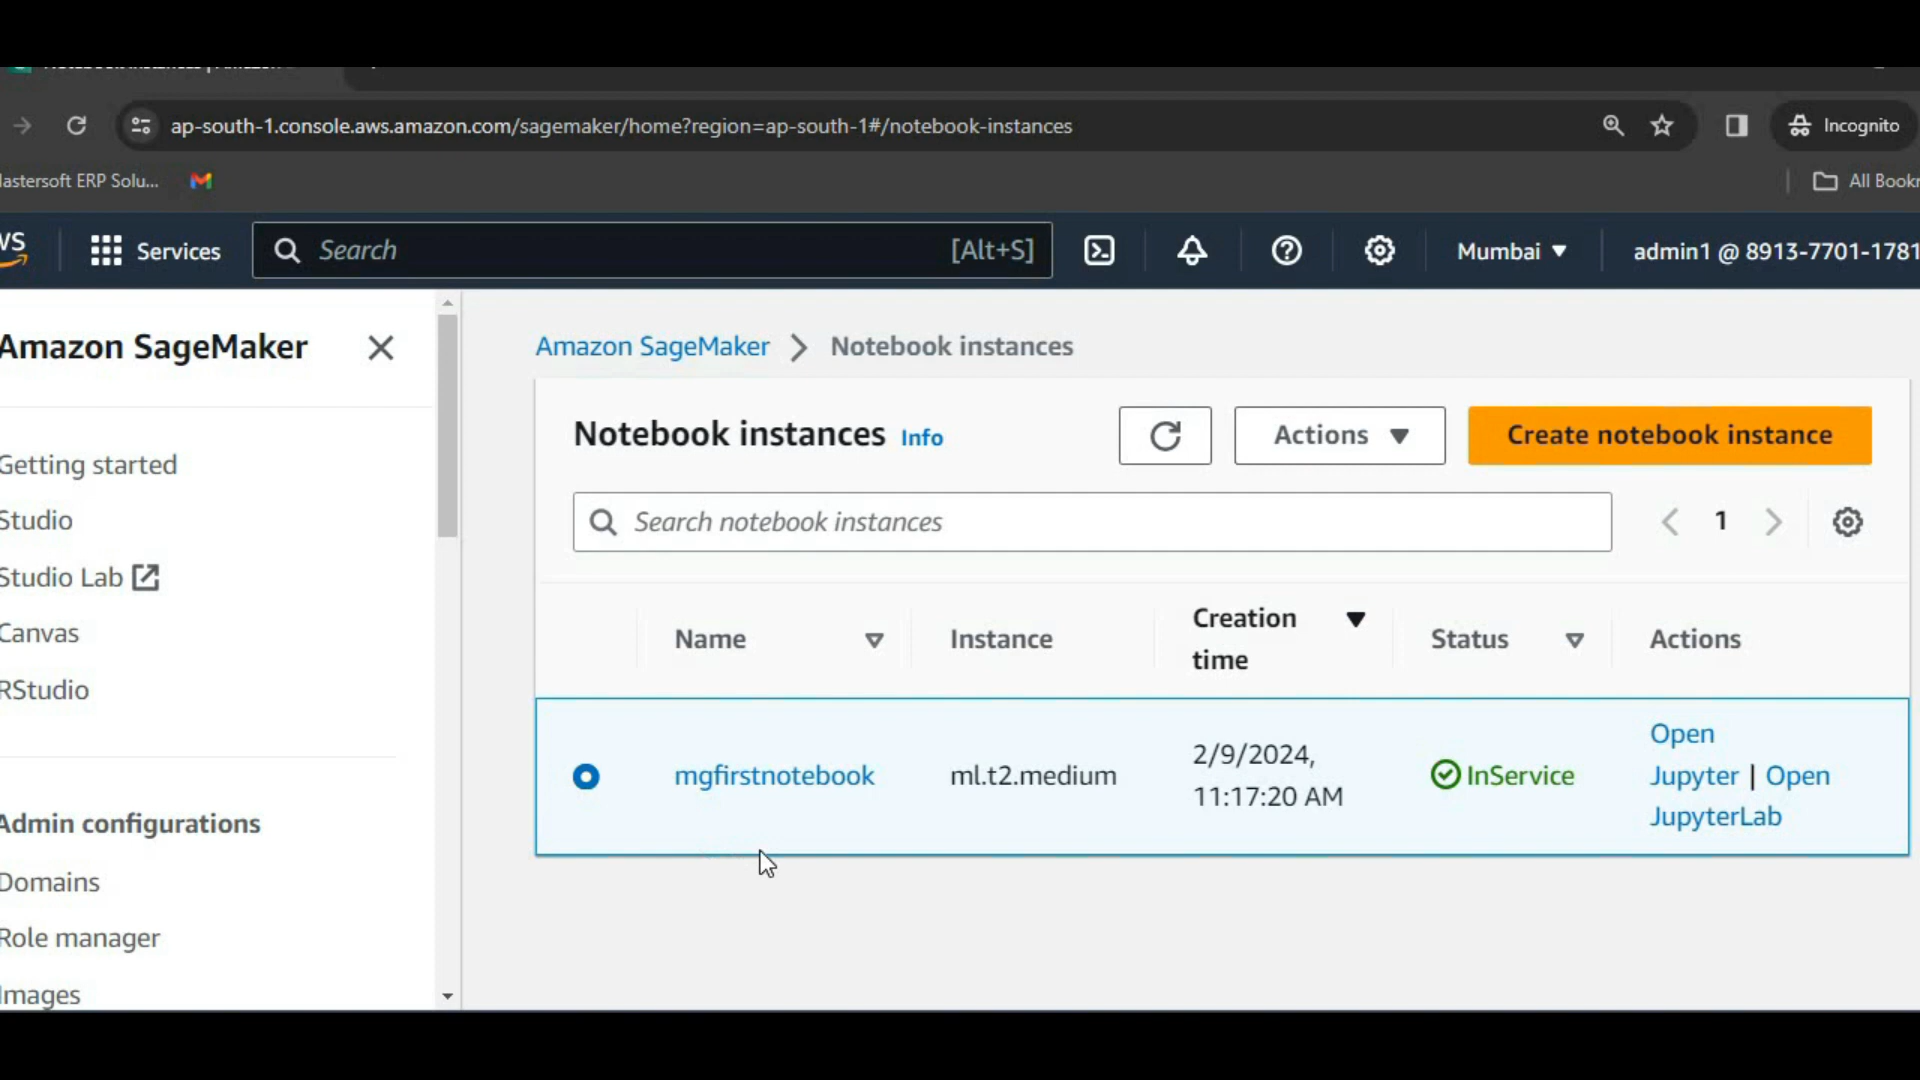 ap-south-1.console.aws.amazon.com/sagemaker/home?region=ap-south-1#/notebook-instances
Incognito
astersoft ERP Solu...
All Bookr
Services
Search
[Alt+S]
Mumbai
admin1 @ 8913-7701-1781
Amazon SageMaker
Getting started
Studio
Studio Lab
Canvas
RStudio
Admin configurations
Domains
Role manager
Images
Amazon SageMaker
Notebook instances
Notebook instances Info
Actions
Create notebook instance
Search notebook instances
1
Name
Instance
Creation
time
Status
Actions
mgfirstnotebook
ml.t2.medium
2/9/2024,
11:17:20 AM
InService
Open
Jupyter | Open
JupyterLab